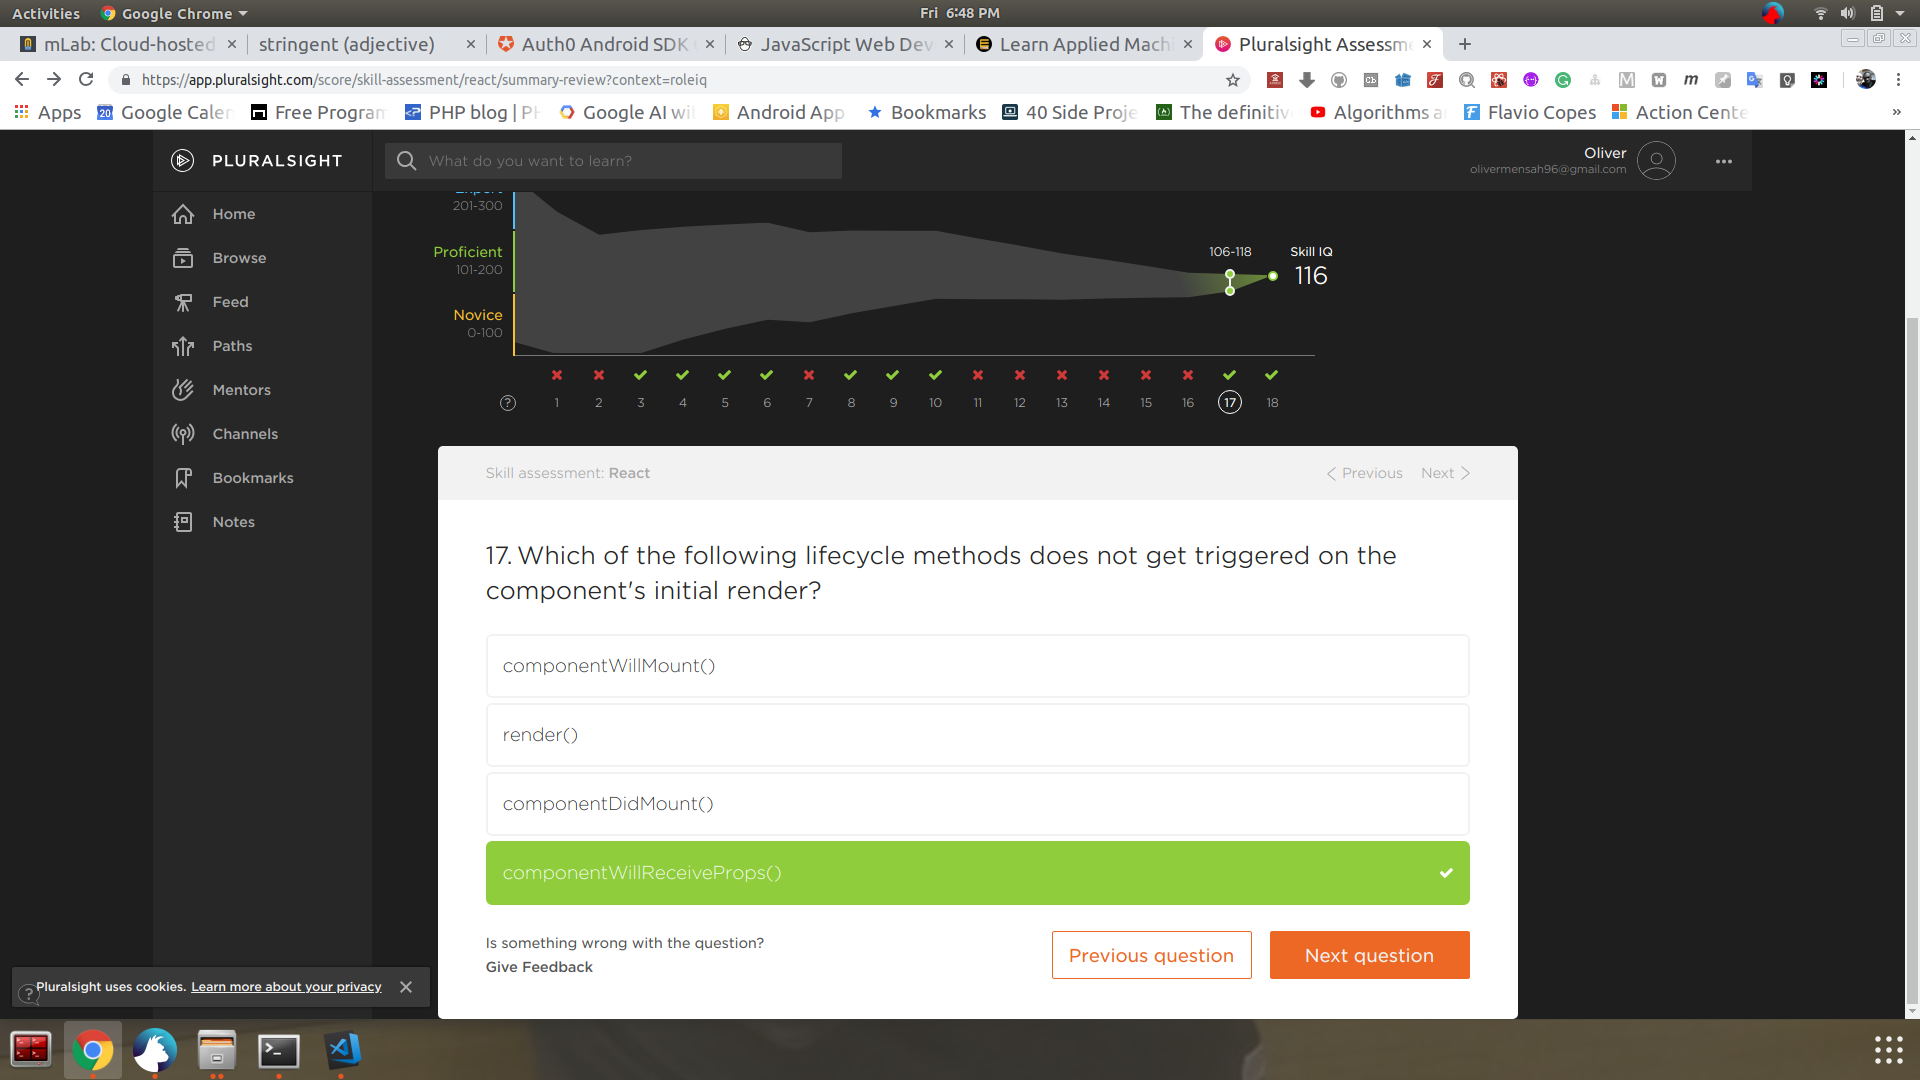 Activities
Google Chrome
Fri 6:48 PM
mLab: Cloud-hosted
stringent (adjective)
Auth0 Android SDK
JavaScript Web Dev
Learn Applied Mach
Pluralsight Assessme
https://app.pluralsight.com/score/skill-assessment/react/summary-review?context=roleiq
Apps
Google Calen
Free Program
PHP blog | PH
Google AI wit
Android App
Bookmarks
40 Side Proje
The definitiv
Algorithms a
Flavio Copes
Action Cente
»
PLURALSIGHT
What do you want to learn?
Oliver
olivermensah96@gmail.com
Home
Browse
Feed
Paths
Mentors
Channels
Bookmarks
Notes
Expert
201-300
Proficient
101-200
Novice
0-100
106-118
Skill IQ
116
? 1 2 3 4 5 6 7 8 9 10 11 12 13 14 15 16 17 18
Skill assessment: React
Previous
Next
17. Which of the following lifecycle methods does not get triggered on the
component's initial render?
componentWillMount()
render()
componentDidMount()
componentWillReceiveProps()
Is something wrong with the question?
Give Feedback
Previous question
Next question
Pluralsight uses cookies. Learn more about your privacy